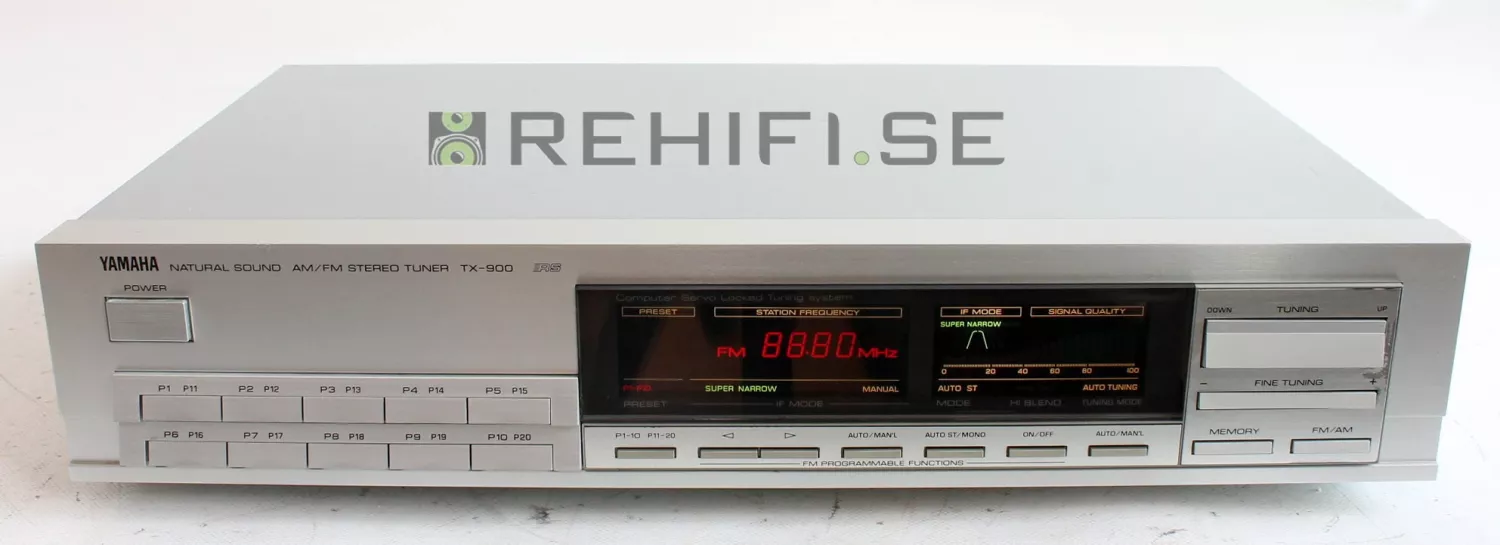 REHIFI.SE
YAMAHA NATURAL SOUND AM/FM STEREO TUNER TX-900 RS
POWER
Computer Servo Locked Tuning system
PRESET STATION FREQUENCY IF MODE SIGNAL QUALITY
SUPER NARROW
FM 88.80 MHz
0 20 40 60 80 100
P1-P10 SUPER NARROW MANUAL AUTO ST AUTO TUNING
PRESET IF MODE MODE HI BLEND TUNING MODE
DOWN TUNING UP
- FINE TUNING +
MEMORY FM/AM
P1 P11 P2 P12 P3 P13 P4 P14 P5 P15
P6 P16 P7 P17 P8 P18 P9 P19 P10 P20
P1-10 P11-20 AUTO/MAN'L AUTO ST/MONO ON/OFF AUTO/MAN'L
FM PROGRAMMABLE FUNCTIONS